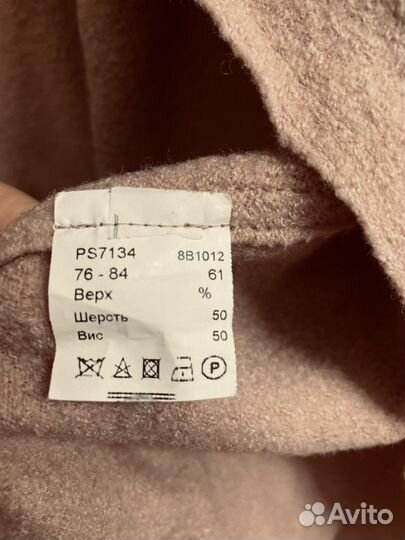 PS7134 8B1012
76 - 84 61
Верх %
Шерсть 50
Вис 50
P
Avito